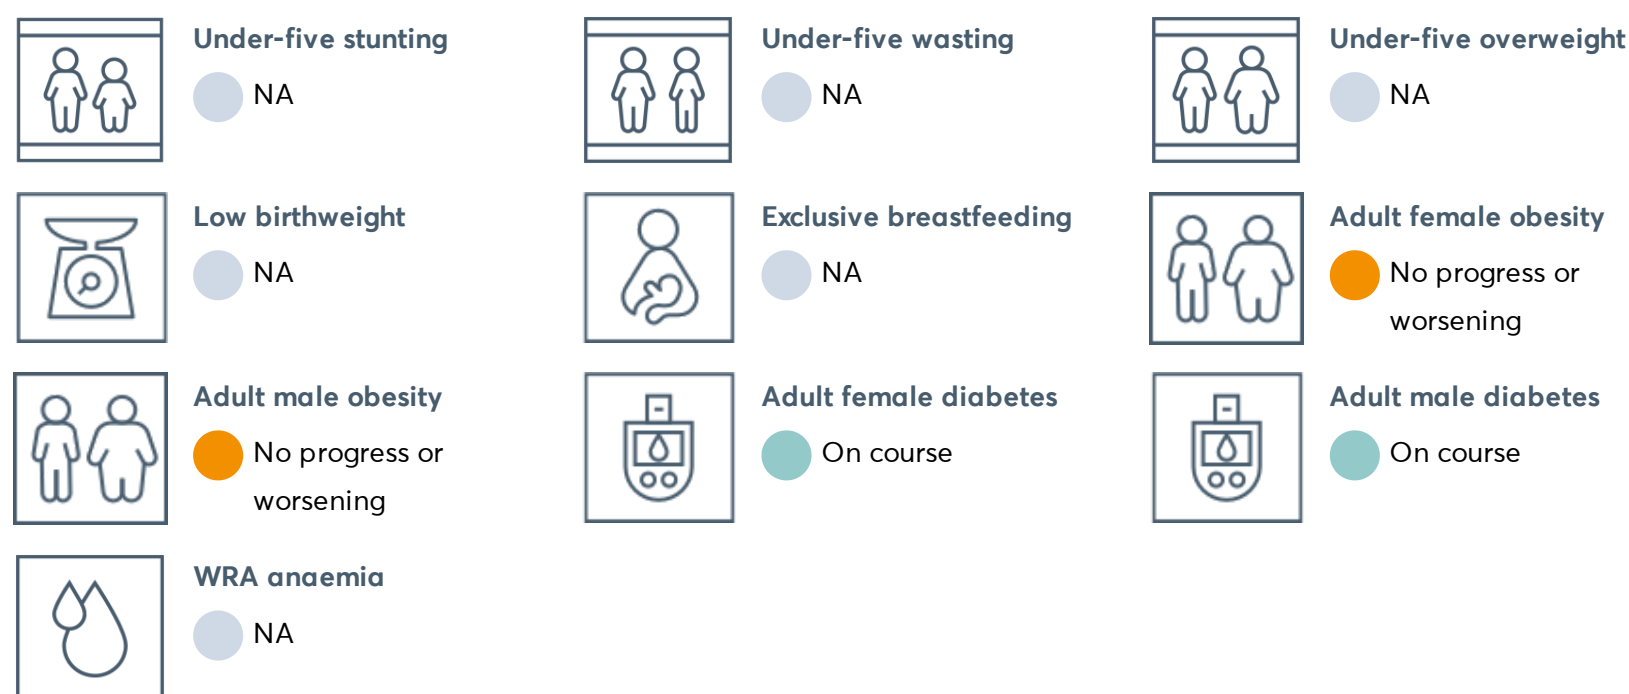 Under-five stunting
NA
Under-five wasting
NA
Under-five overweight
NA
Low birthweight
NA
Exclusive breastfeeding
NA
Adult female obesity
No progress or
worsening
Adult male obesity
No progress or
worsening
Adult female diabetes
On course
Adult male diabetes
On course
WRA anaemia
NA